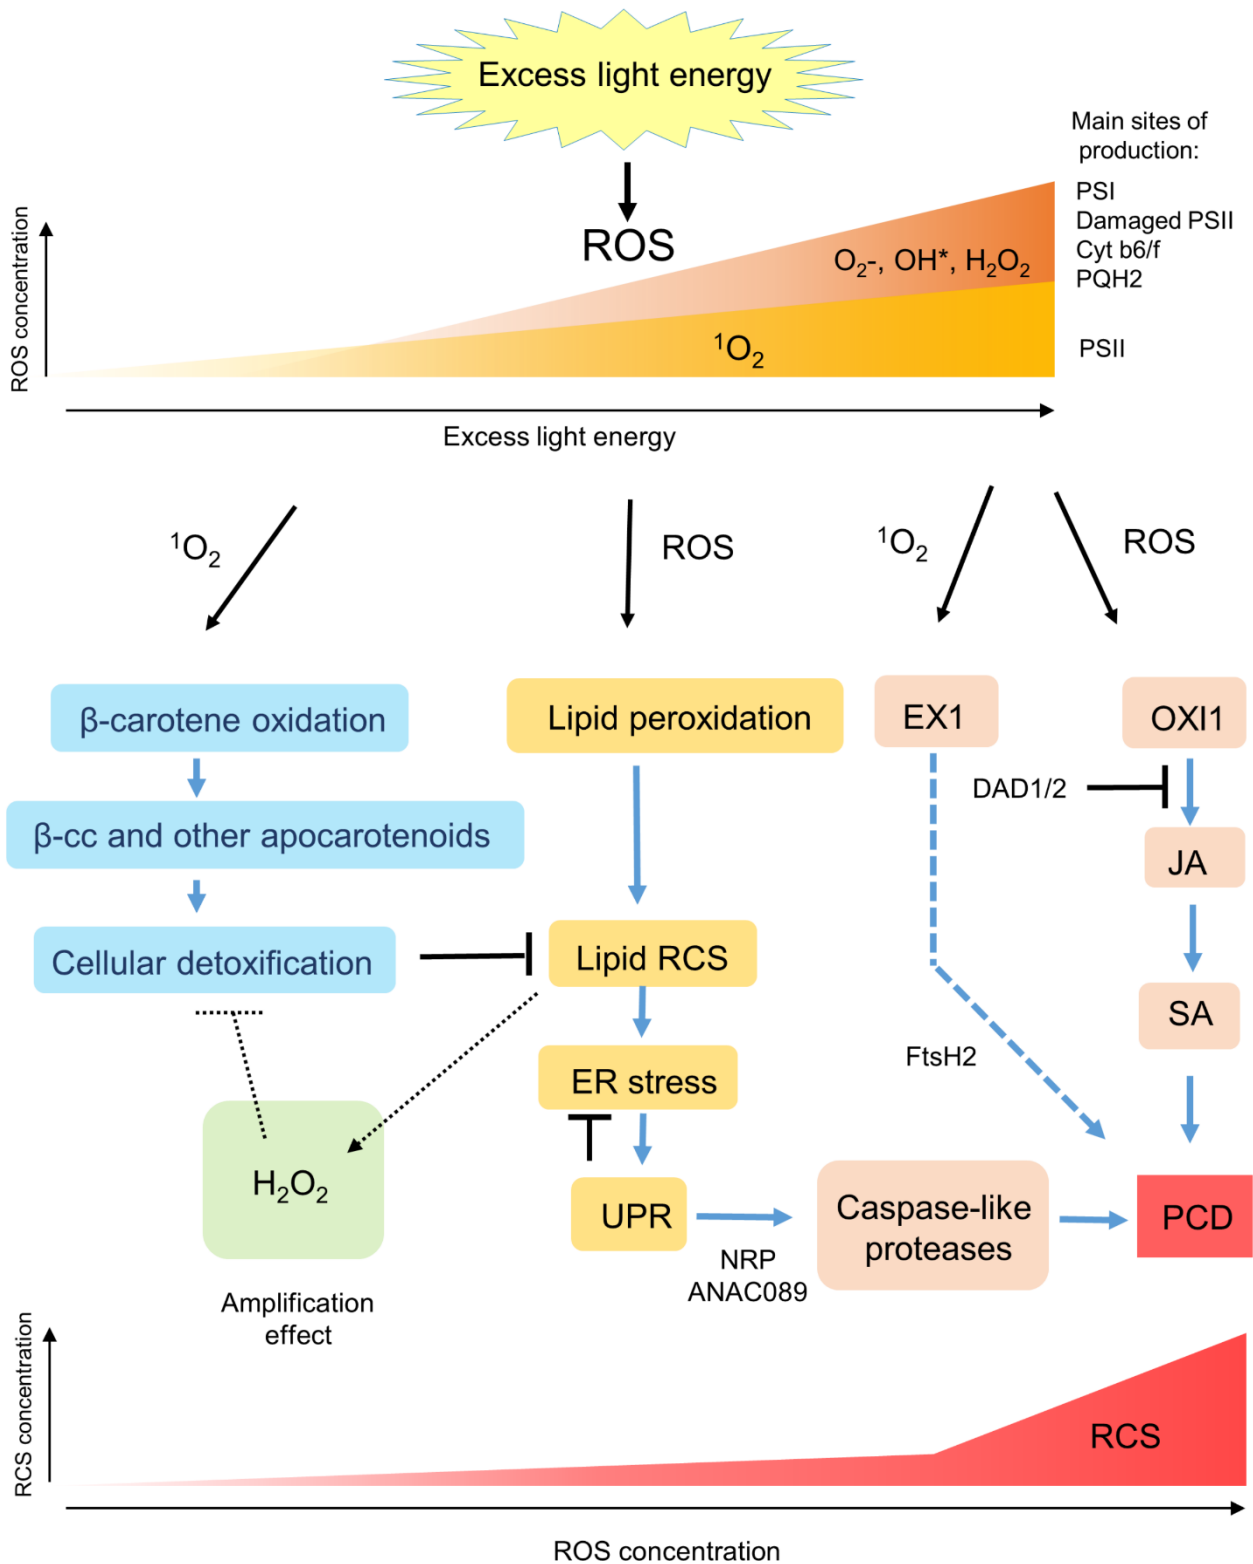 Excess light energy
Main sites of
production:
PSI
Damaged PSII
Cyt b6/f
PQH2
PSII
ROS
ROS concentration
O₂-, OH*, H₂O₂
¹O₂
Excess light energy
¹O₂
ROS
¹O₂
ROS
β-carotene oxidation
Lipid peroxidation
EX1
OXI1
DAD1/2
β-cc and other apocarotenoids
JA
Cellular detoxification
Lipid RCS
SA
FtsH2
ER stress
H₂O₂
UPR
NRP
ANAC089
Caspase-like
proteases
PCD
Amplification
effect
RCS concentration
RCS
ROS concentration